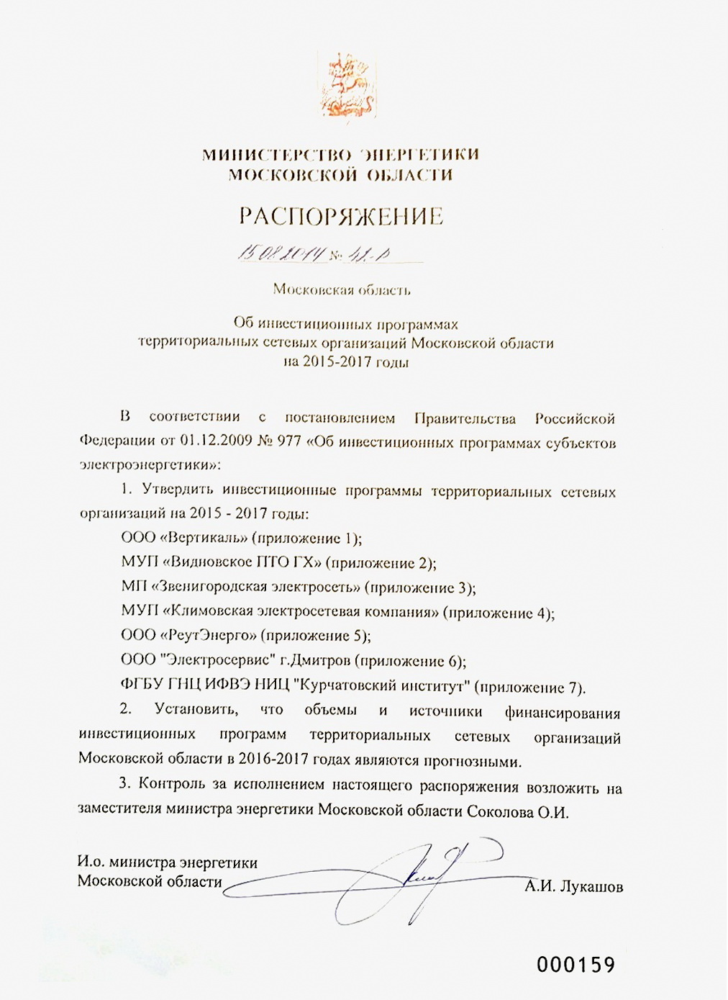 МИНИСТЕРСТВО ЭНЕРГЕТИКИ
МОСКОВСКОЙ ОБЛАСТИ
РАСПОРЯЖЕНИЕ
15.08.2014 № 42-Р
Московская область
Об инвестиционных программах
территориальных сетевых организаций Московской области
на 2015-2017 годы
В соответствии с постановлением Правительства Российской
Федерации от 01.12.2009 № 977 «Об инвестиционных программах субъектов
электроэнергетики»:
1. Утвердить инвестиционные программы территориальных сетевых
организаций на 2015 - 2017 годы:
ООО «Вертикаль» (приложение 1);
МУП «Видновское ПТО ГХ» (приложение 2);
МП «Звенигородская электросеть» (приложение 3);
МУП «Климовская электросетевая компания» (приложение 4);
ООО «РеутЭнерго» (приложение 5);
ООО "Электросервис" г.Дмитров (приложение 6);
ФГБУ ГНЦ ИФВЭ НИЦ "Курчатовский институт" (приложение 7).
2. Установить, что объемы и источники финансирования
инвестиционных программ территориальных сетевых организаций
Московской области в 2016-2017 годах являются прогнозными.
3. Контроль за исполнением настоящего распоряжения возложить на
заместителя министра энергетики Московской области Соколова О.И.
И.о. министра энергетики
Московской области
А.И. Лукашов
000159